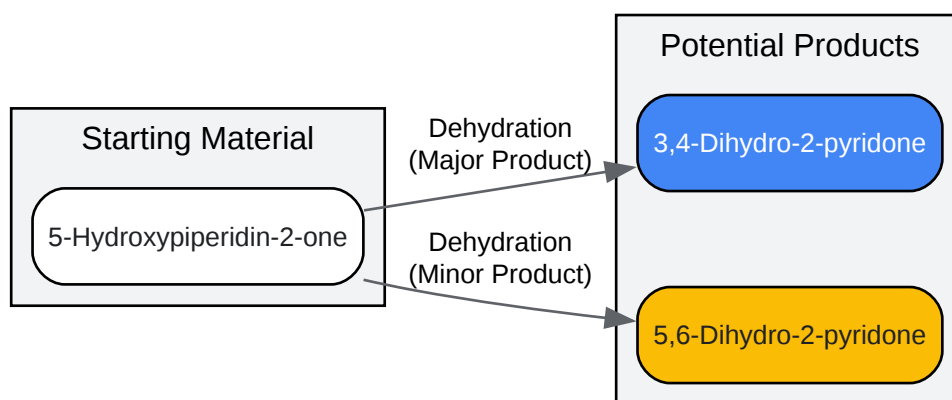 Potential Products
Starting Material
Dehydration
(Major Product)
3,4-Dihydro-2-pyridone
5-Hydroxypiperidin-2-one
Dehydration
(Minor Product)
5,6-Dihydro-2-pyridone